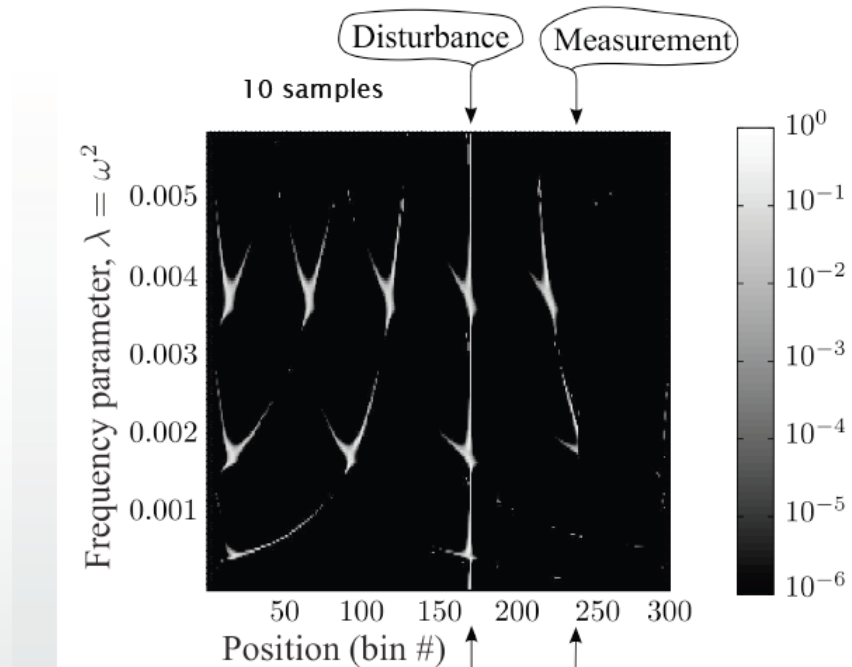 Disturbance
Measurement
10 samples
Frequency parameter, λ = ω²
0.005
0.004
0.003
0.002
0.001
50 100 150 200 250 300
Position (bin #)
10⁰
10⁻¹
10⁻²
10⁻³
10⁻⁴
10⁻⁵
10⁻⁶